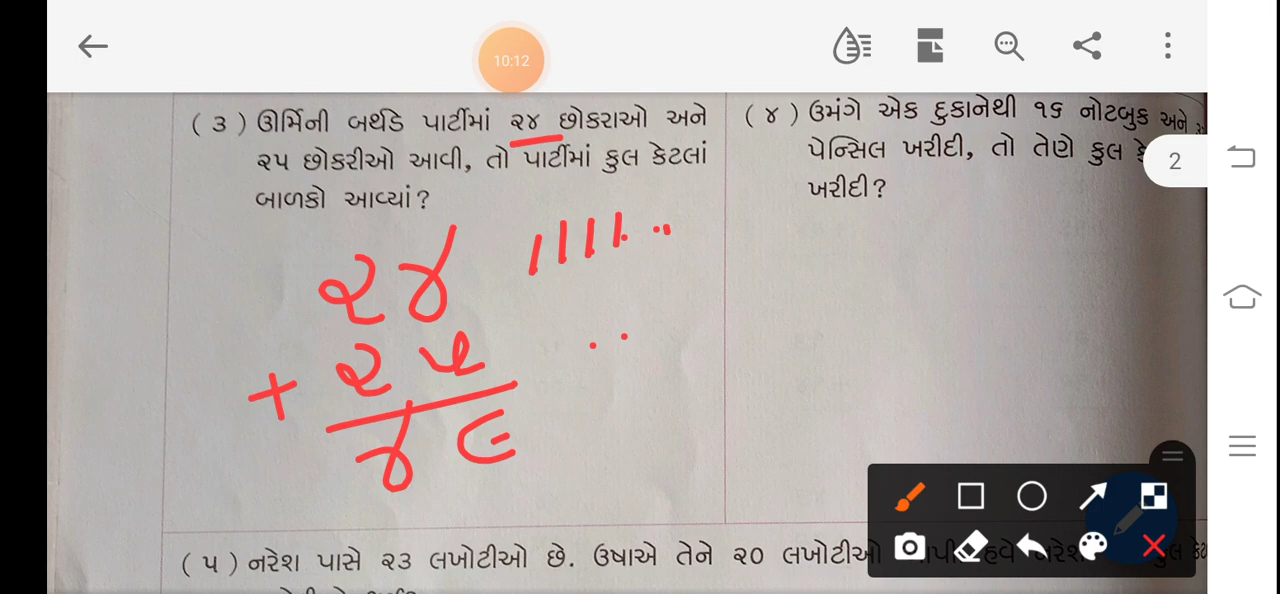 10:12
(૩) ઊર્મિની બર્થડે પાર્ટીમાં ૨૪ છોકરાઓ અને
૨૫ છોકરીઓ આવી, તો પાર્ટીમાં કુલ કેટલાં
બાળકો આવ્યાં?
૨૪
+ ૨૫
૪૯
(૪) ઉમંગે એક દુકાનેથી ૧૬ નોટબુક અને
પેન્સિલ ખરીદી, તો તેણે કુલ
ખરીદી?
2
(૫) નરેશ પાસે ૨૩ લખોટીઓ છે. ઉષાએ તેને ૨૦ લખોટીઓ